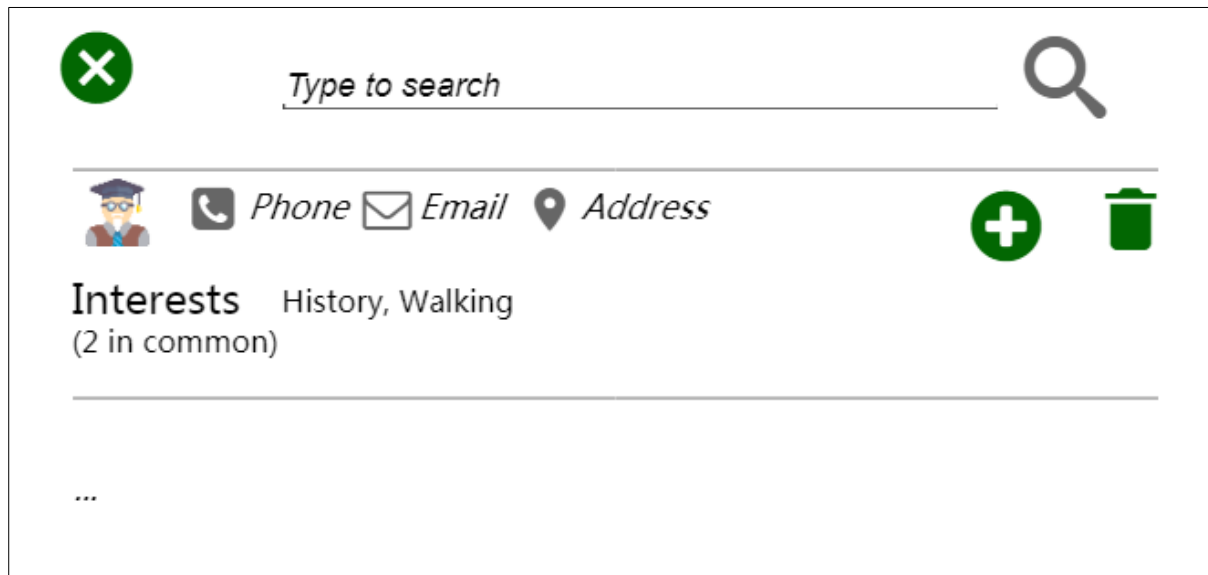 Type to search
Phone Email Address
Interests History, Walking
(2 in common)
...